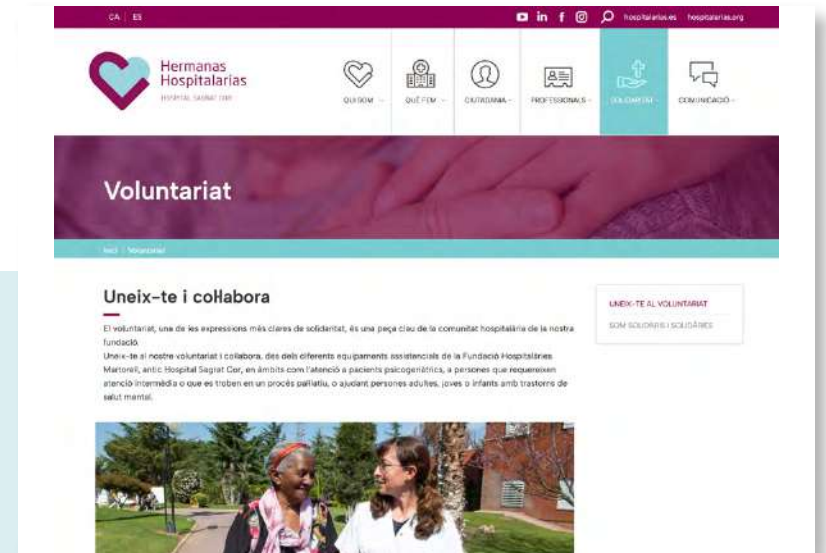 CA | ES
hospitalarias.es hospitalarias.org
Hermanas
Hospitalarias
HOSPITAL SAGRAT COR
QUI SOM
QUÈ FEM
CIUTADANIA
PROFESSIONALS
SOLIDARITAT
COMUNICACIÓ
Voluntariat
Inici | Voluntariat
Uneix-te i col·labora
El voluntariat, una de les expressions més clares de solidaritat, és una peça clau de la comunitat hospitalària de la nostra
fundació.
Uneix-te al nostre voluntariat i col·labora, des dels diferents equipaments assistencials de la Fundació Hospitalàries
Martorell, antic Hospital Sagrat Cor, en àmbits com l'atenció a pacients psicogeriàtrics, a persones que requereixen
atenció intermèdia o que es troben en un procés pal·liatiu, o ajudant persones adultes, joves o infants amb trastorns de
salut mental.
UNEIX-TE AL VOLUNTARIAT
SOM SOLIDARIS I SOLIDÀRIES